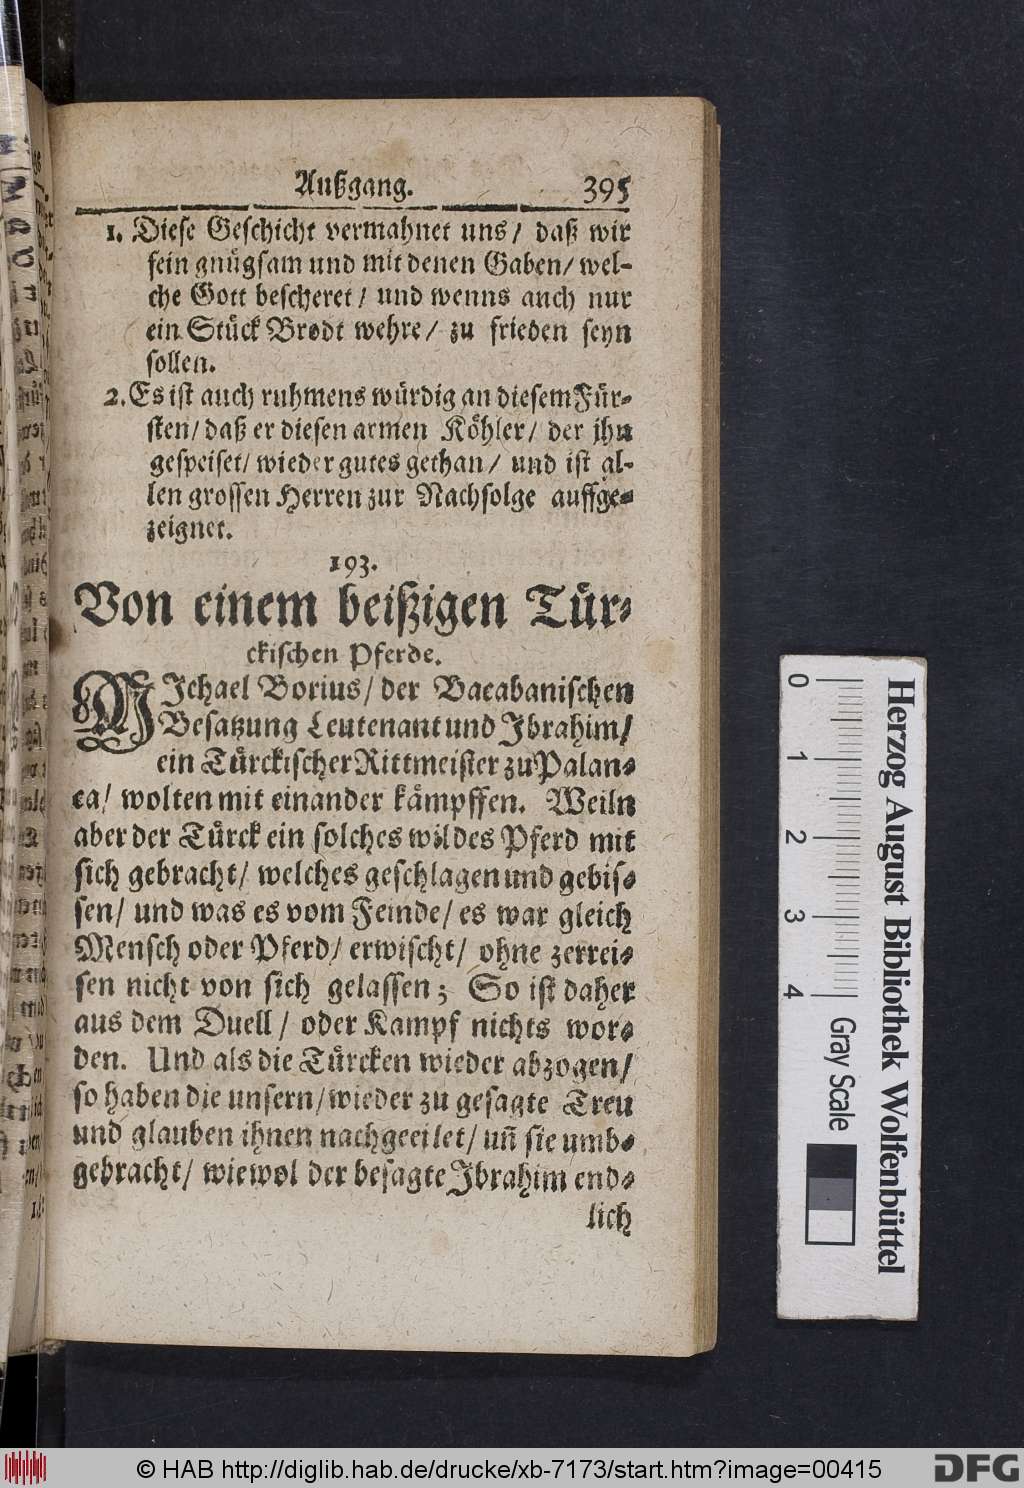 Außgang. 395
1. Diese Geschicht vermahnet uns/ daß wir
fein gnügsam und mit denen Gaben/ wel-
che Gott bescheret/ und wenns auch nur
ein Stück Brodt wehre/ zu frieden seyn
sollen.
2. Es ist auch ruhmens würdig an diesem Für-
sten/ daß er diesen armen Köhler/ der ihn
gespeiset/ wieder gutes gethan/ und ist al-
len grossen Herren zur Nachfolge auffge-
zeignet.
193.
Von einem beißigen Tür-
ckischen Pferde.
MIchael Borius/ der Bacabanischen
Besatzung Leutenant und Ibrahim/
ein Türckischer Rittmeister zu Palan-
ca/ wolten mit einander kämpffen. Weiln
aber der Türck ein solches wildes Pferd mit
sich gebracht/ welches geschlagen und gebis-
sen/ und was es vom Feinde/ es war gleich
Mensch oder Pferd/ erwischt/ ohne zerrei-
sen nicht von sich gelassen; So ist daher
aus dem Duell/ oder Kampf nichts wor-
den. Und als die Türcken wieder abzogen/
so haben die unsern/ wieder zu gesagte Treu
und glauben ihnen nachgeeilet/ uñ sie umb-
gebracht/ wiewol der besagte Ibrahim end-
lich
Herzog August Bibliothek Wolfenbüttel
0 1 2 3 4 Gray Scale
© HAB http://diglib.hab.de/drucke/xb-7173/start.htm?image=00415
DFG